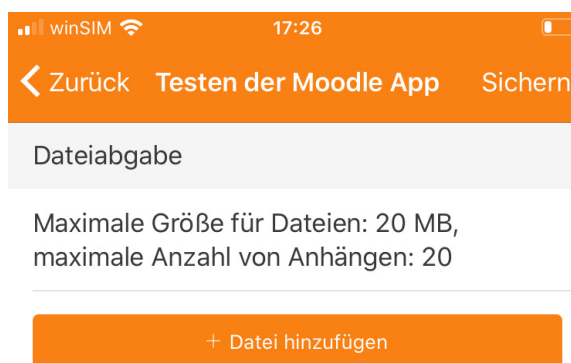 winSIM 17:26
Zurück Testen der Moodle App Sichern
Dateiabgabe
Maximale Größe für Dateien: 20 MB,
maximale Anzahl von Anhängen: 20
+ Datei hinzufügen